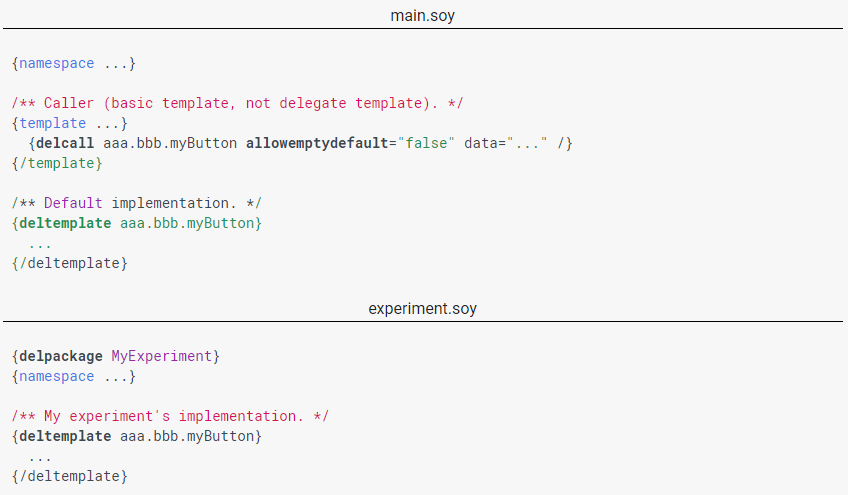 main.soy
{namespace ...}
/** Caller (basic template, not delegate template). */
{template ...}
{delcall aaa.bbb.myButton allowemptydefault="false" data="..." /}
{/template}
/** Default implementation. */
{deltemplate aaa.bbb.myButton}
...
{/deltemplate}
experiment.soy
{delpackage MyExperiment}
{namespace ...}
/** My experiment's implementation. */
{deltemplate aaa.bbb.myButton}
...
{/deltemplate}